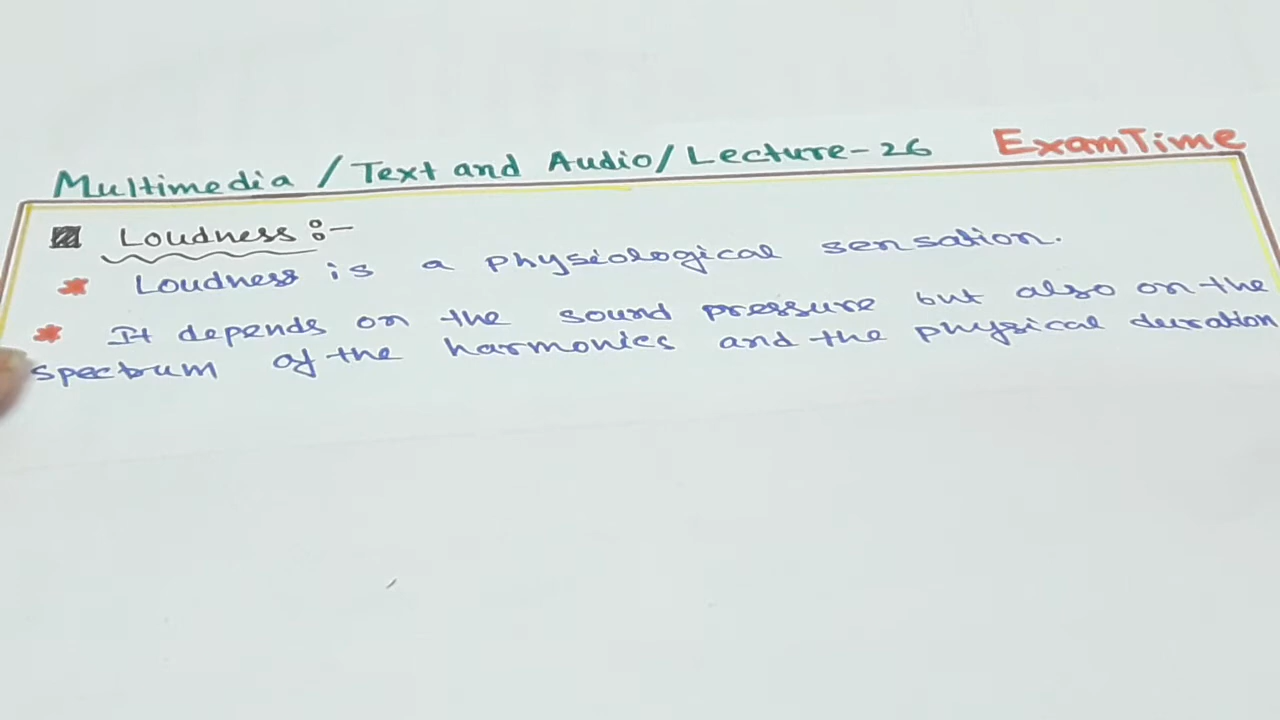 Multimedia / Text and Audio / Lecture-26 ExamTime
Loudness :-
* Loudness is a physiological sensation.
* It depends on the sound pressure but also on the
spectrum of the harmonics and the physical duration